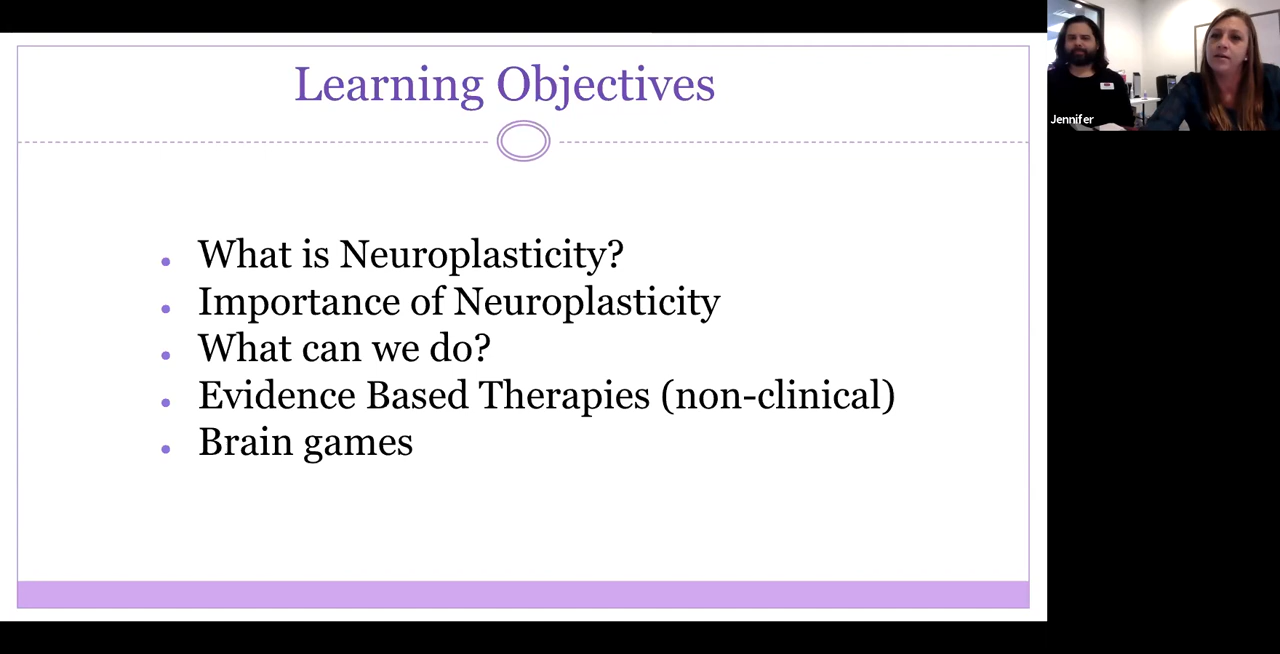 Learning Objectives
What is Neuroplasticity?
Importance of Neuroplasticity
What can we do?
Evidence Based Therapies (non-clinical)
Brain games
Jennifer